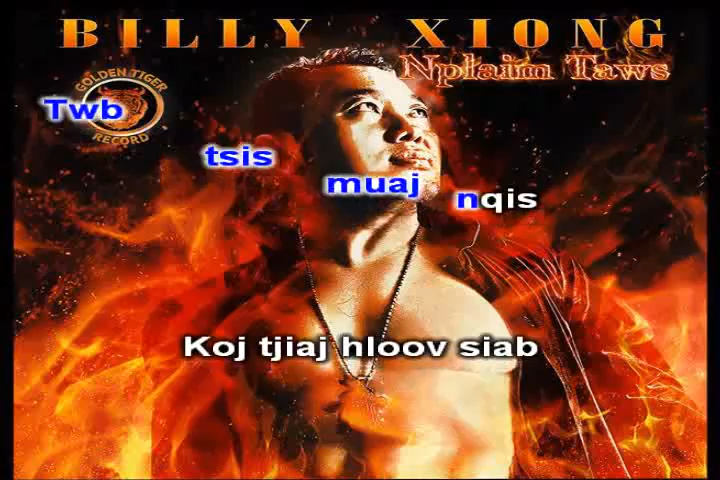 BILLY XIONG
Nplaim Taws
GOLDEN TIGER
RECORD
Twb tsis muaj nqis
Koj tjiaj hloov siab